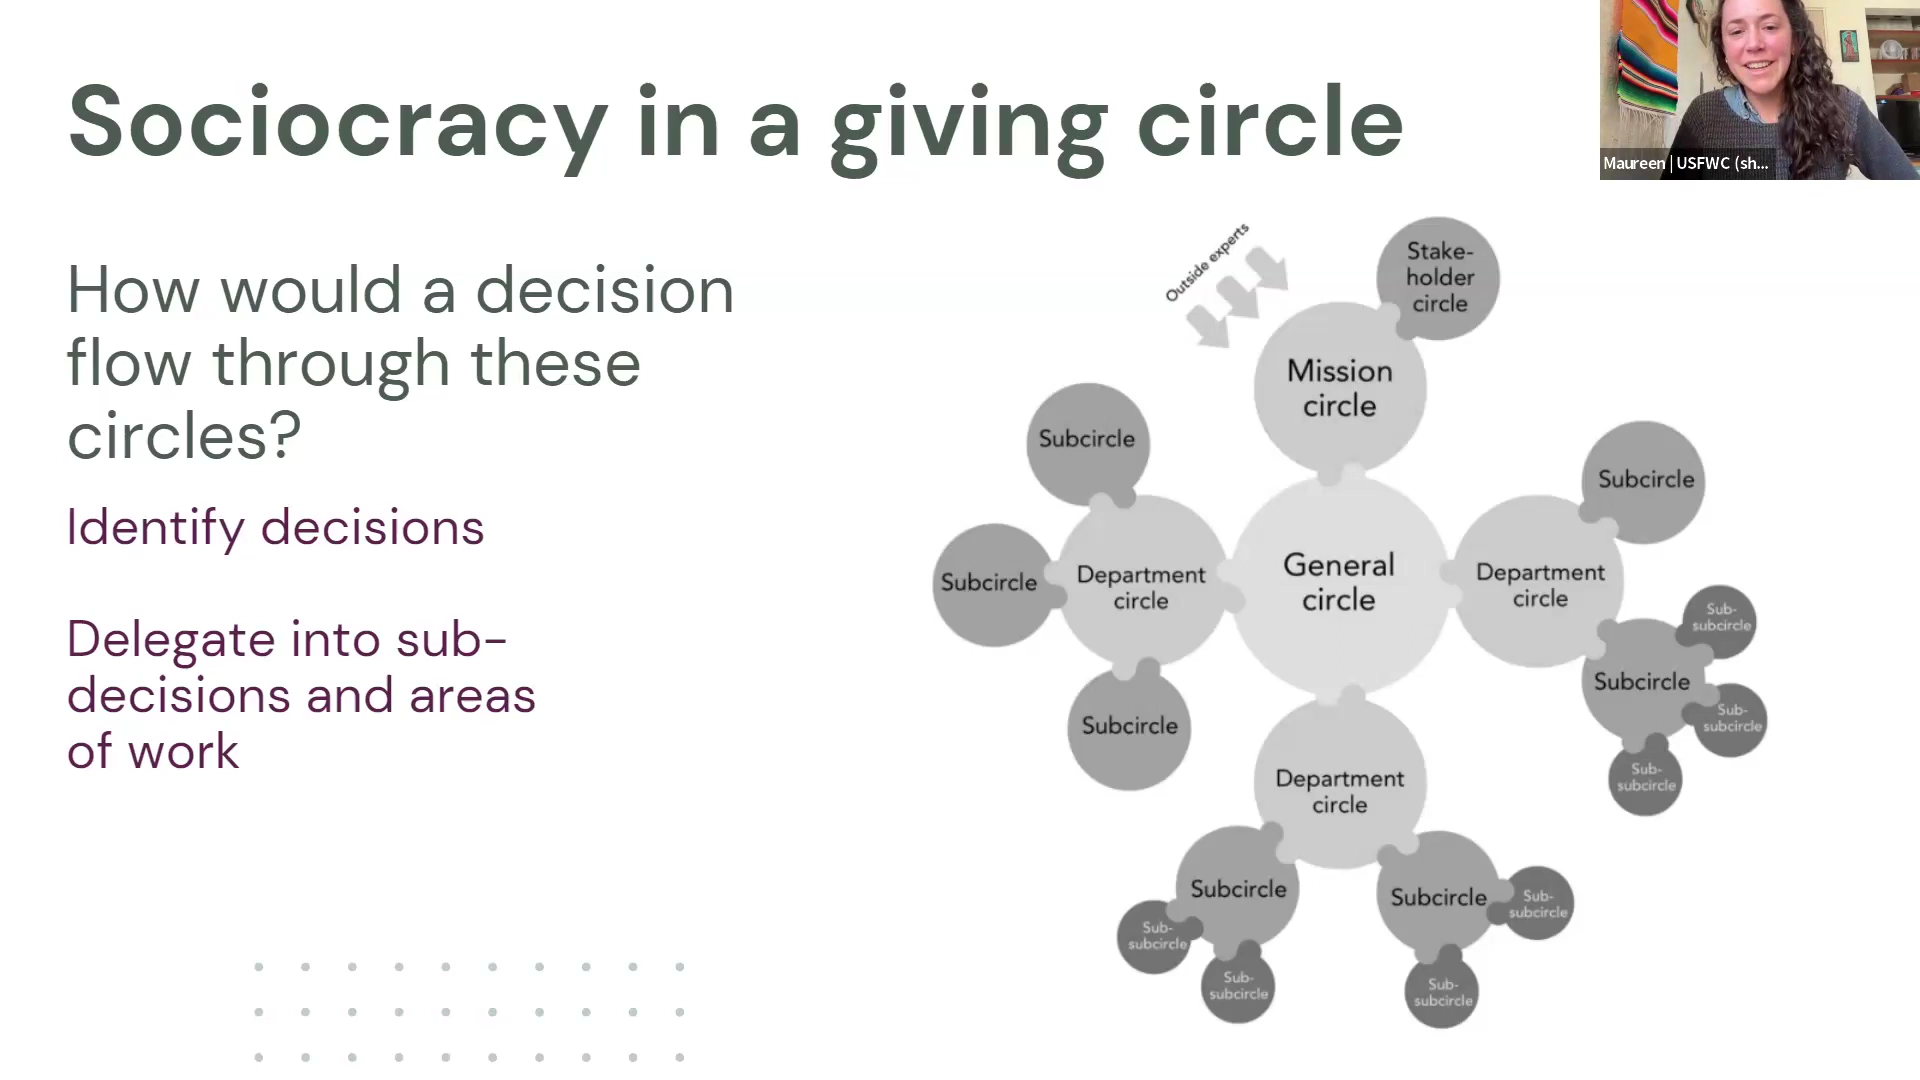 Sociocracy in a giving circle
Maureen | USFWC (sh...
How would a decision
flow through these
circles?
Identify decisions
Delegate into sub-
decisions and areas
of work
Outside experts
Stake-
holder
circle
Mission
circle
Subcircle
Subcircle
Subcircle
Department
circle
General
circle
Department
circle
Subcircle
Sub-
subcircle
Subcircle
Sub-
subcircle
Sub-
subcircle
Subcircle
Department
circle
Subcircle
Subcircle
Sub-
subcircle
Sub-
subcircle
Sub-
subcircle
Sub-
subcircle